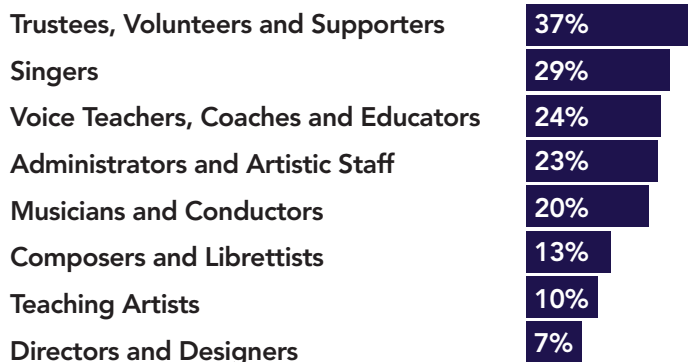 Trustees, Volunteers and Supporters 37%
Singers 29%
Voice Teachers, Coaches and Educators 24%
Administrators and Artistic Staff 23%
Musicians and Conductors 20%
Composers and Librettists 13%
Teaching Artists 10%
Directors and Designers 7%